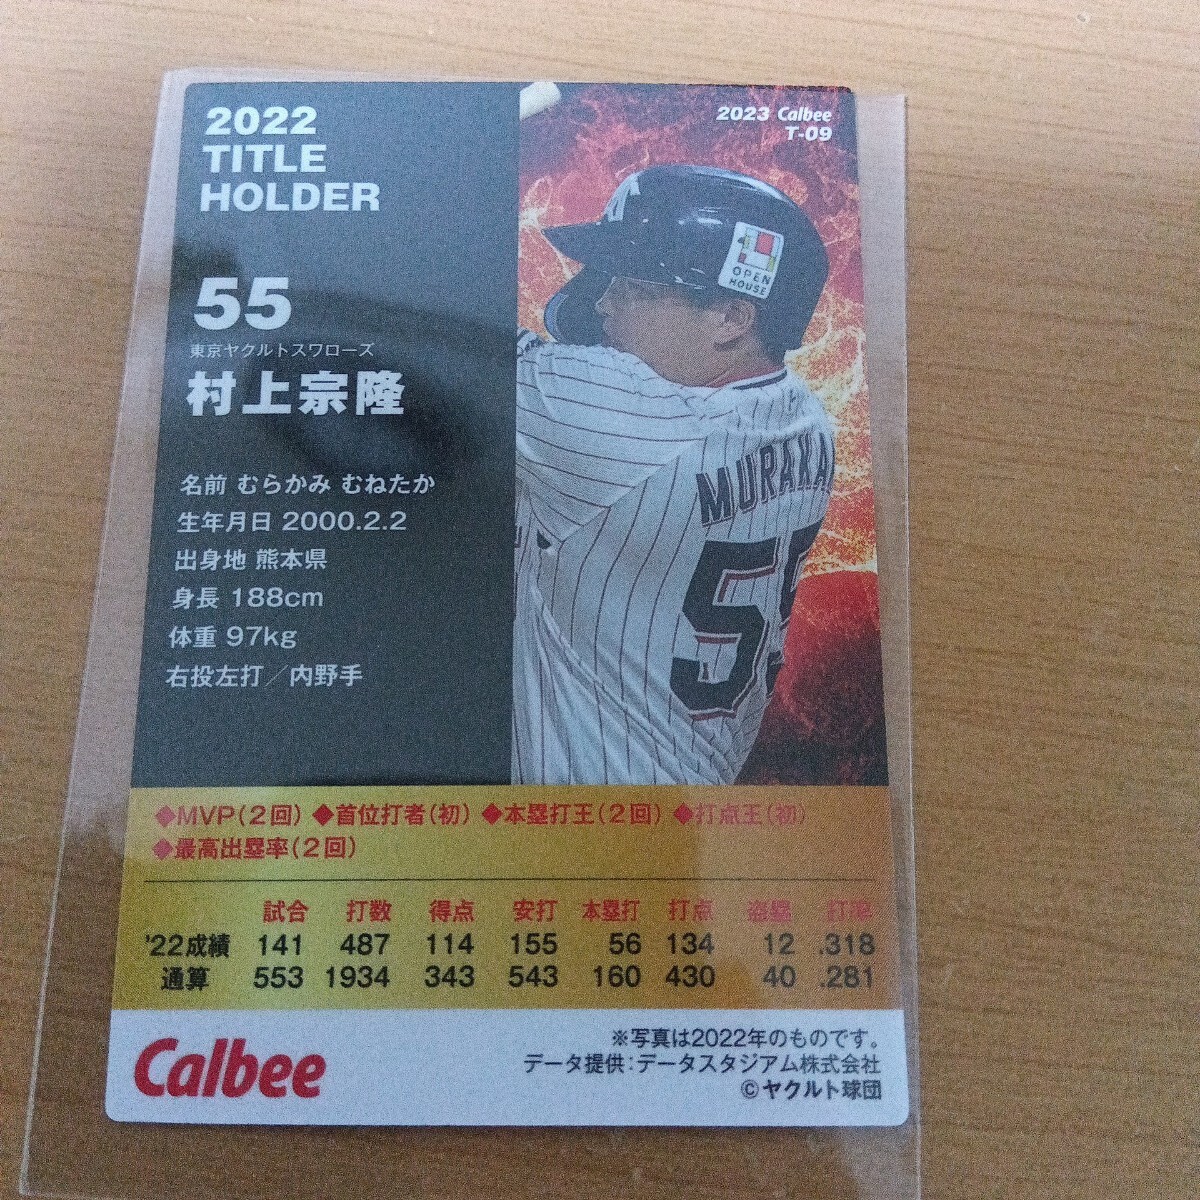 2022
TITLE
HOLDER
2023 Calbee
T-09
55
東京ヤクルトスワローズ
村上宗隆
名前 むらかみ むねたか
生年月日 2000.2.2
出身地 熊本県
身長 188cm
体重 97kg
右投左打／内野手
OPEN
HOUSE
MURAKA
55
◆MVP(2回) ◆首位打者(初) ◆本塁打王(2回) ◆打点王(初)
◆最高出塁率(2回)
試合 打数 得点 安打 本塁打 打点 盗塁 打率
'22成績 141 487 114 155 56 134 12 .318
通算 553 1934 343 543 160 430 40 .281
Calbee
※写真は2022年のものです。
データ提供：データスタジアム株式会社
©ヤクルト球団